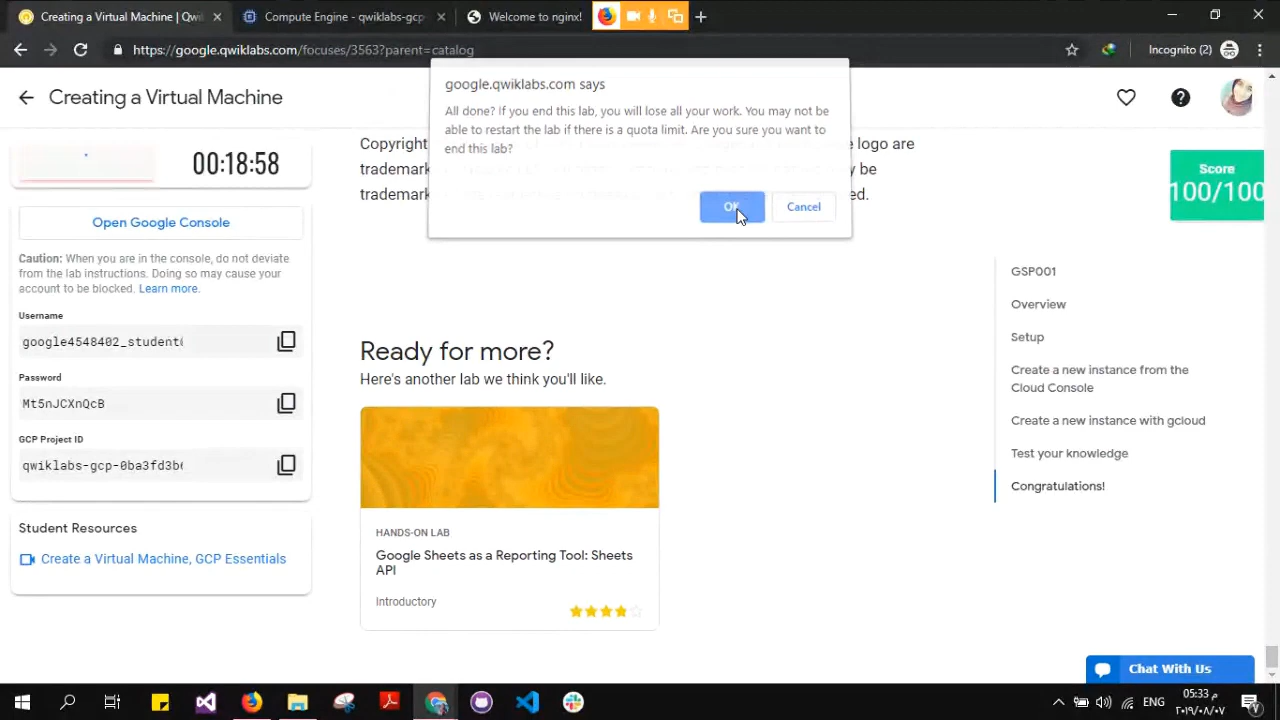 Creating a Virtual Machine | Qwi
Compute Engine - qwiklabs-gcp
Welcome to nginx!
https://google.qwiklabs.com/focuses/3563?parent=catalog
Incognito (2)
Creating a Virtual Machine
google.qwiklabs.com says
All done? If you end this lab, you will lose all your work. You may not be
able to restart the lab if there is a quota limit. Are you sure you want to
end this lab?
OK
Cancel
00:18:58
Copyright
logo are
trademark
y be
trademark
ed.
Score
100/100
Open Google Console
Caution: When you are in the console, do not deviate
from the lab instructions. Doing so may cause your
account to be blocked. Learn more.
Username
google4548402_student
Password
Mt5nJCXnQcB
GCP Project ID
qwiklabs-gcp-0ba3fd3b
Student Resources
Create a Virtual Machine, GCP Essentials
Ready for more?
Here's another lab we think you'll like.
HANDS-ON LAB
Google Sheets as a Reporting Tool: Sheets
API
Introductory
GSP001
Overview
Setup
Create a new instance from the
Cloud Console
Create a new instance with gcloud
Test your knowledge
Congratulations!
Chat With Us
ENG
05:33 م
٢٠١٩/٠٨/٠٧